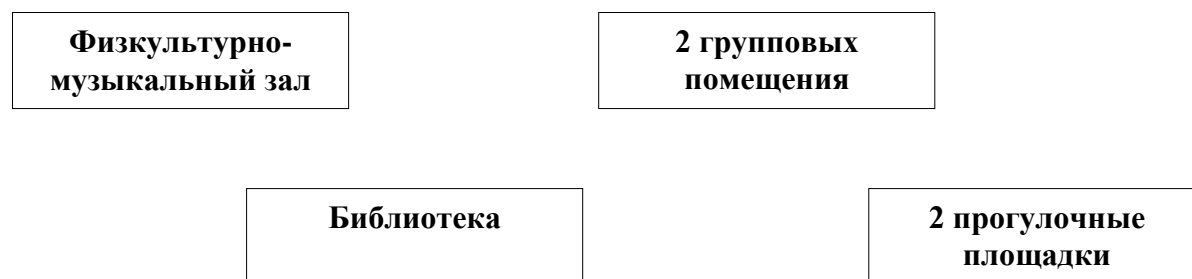 Физкультурно-
музыкальный зал
2 групповых
помещения
Библиотека
2 прогулочные
площадки